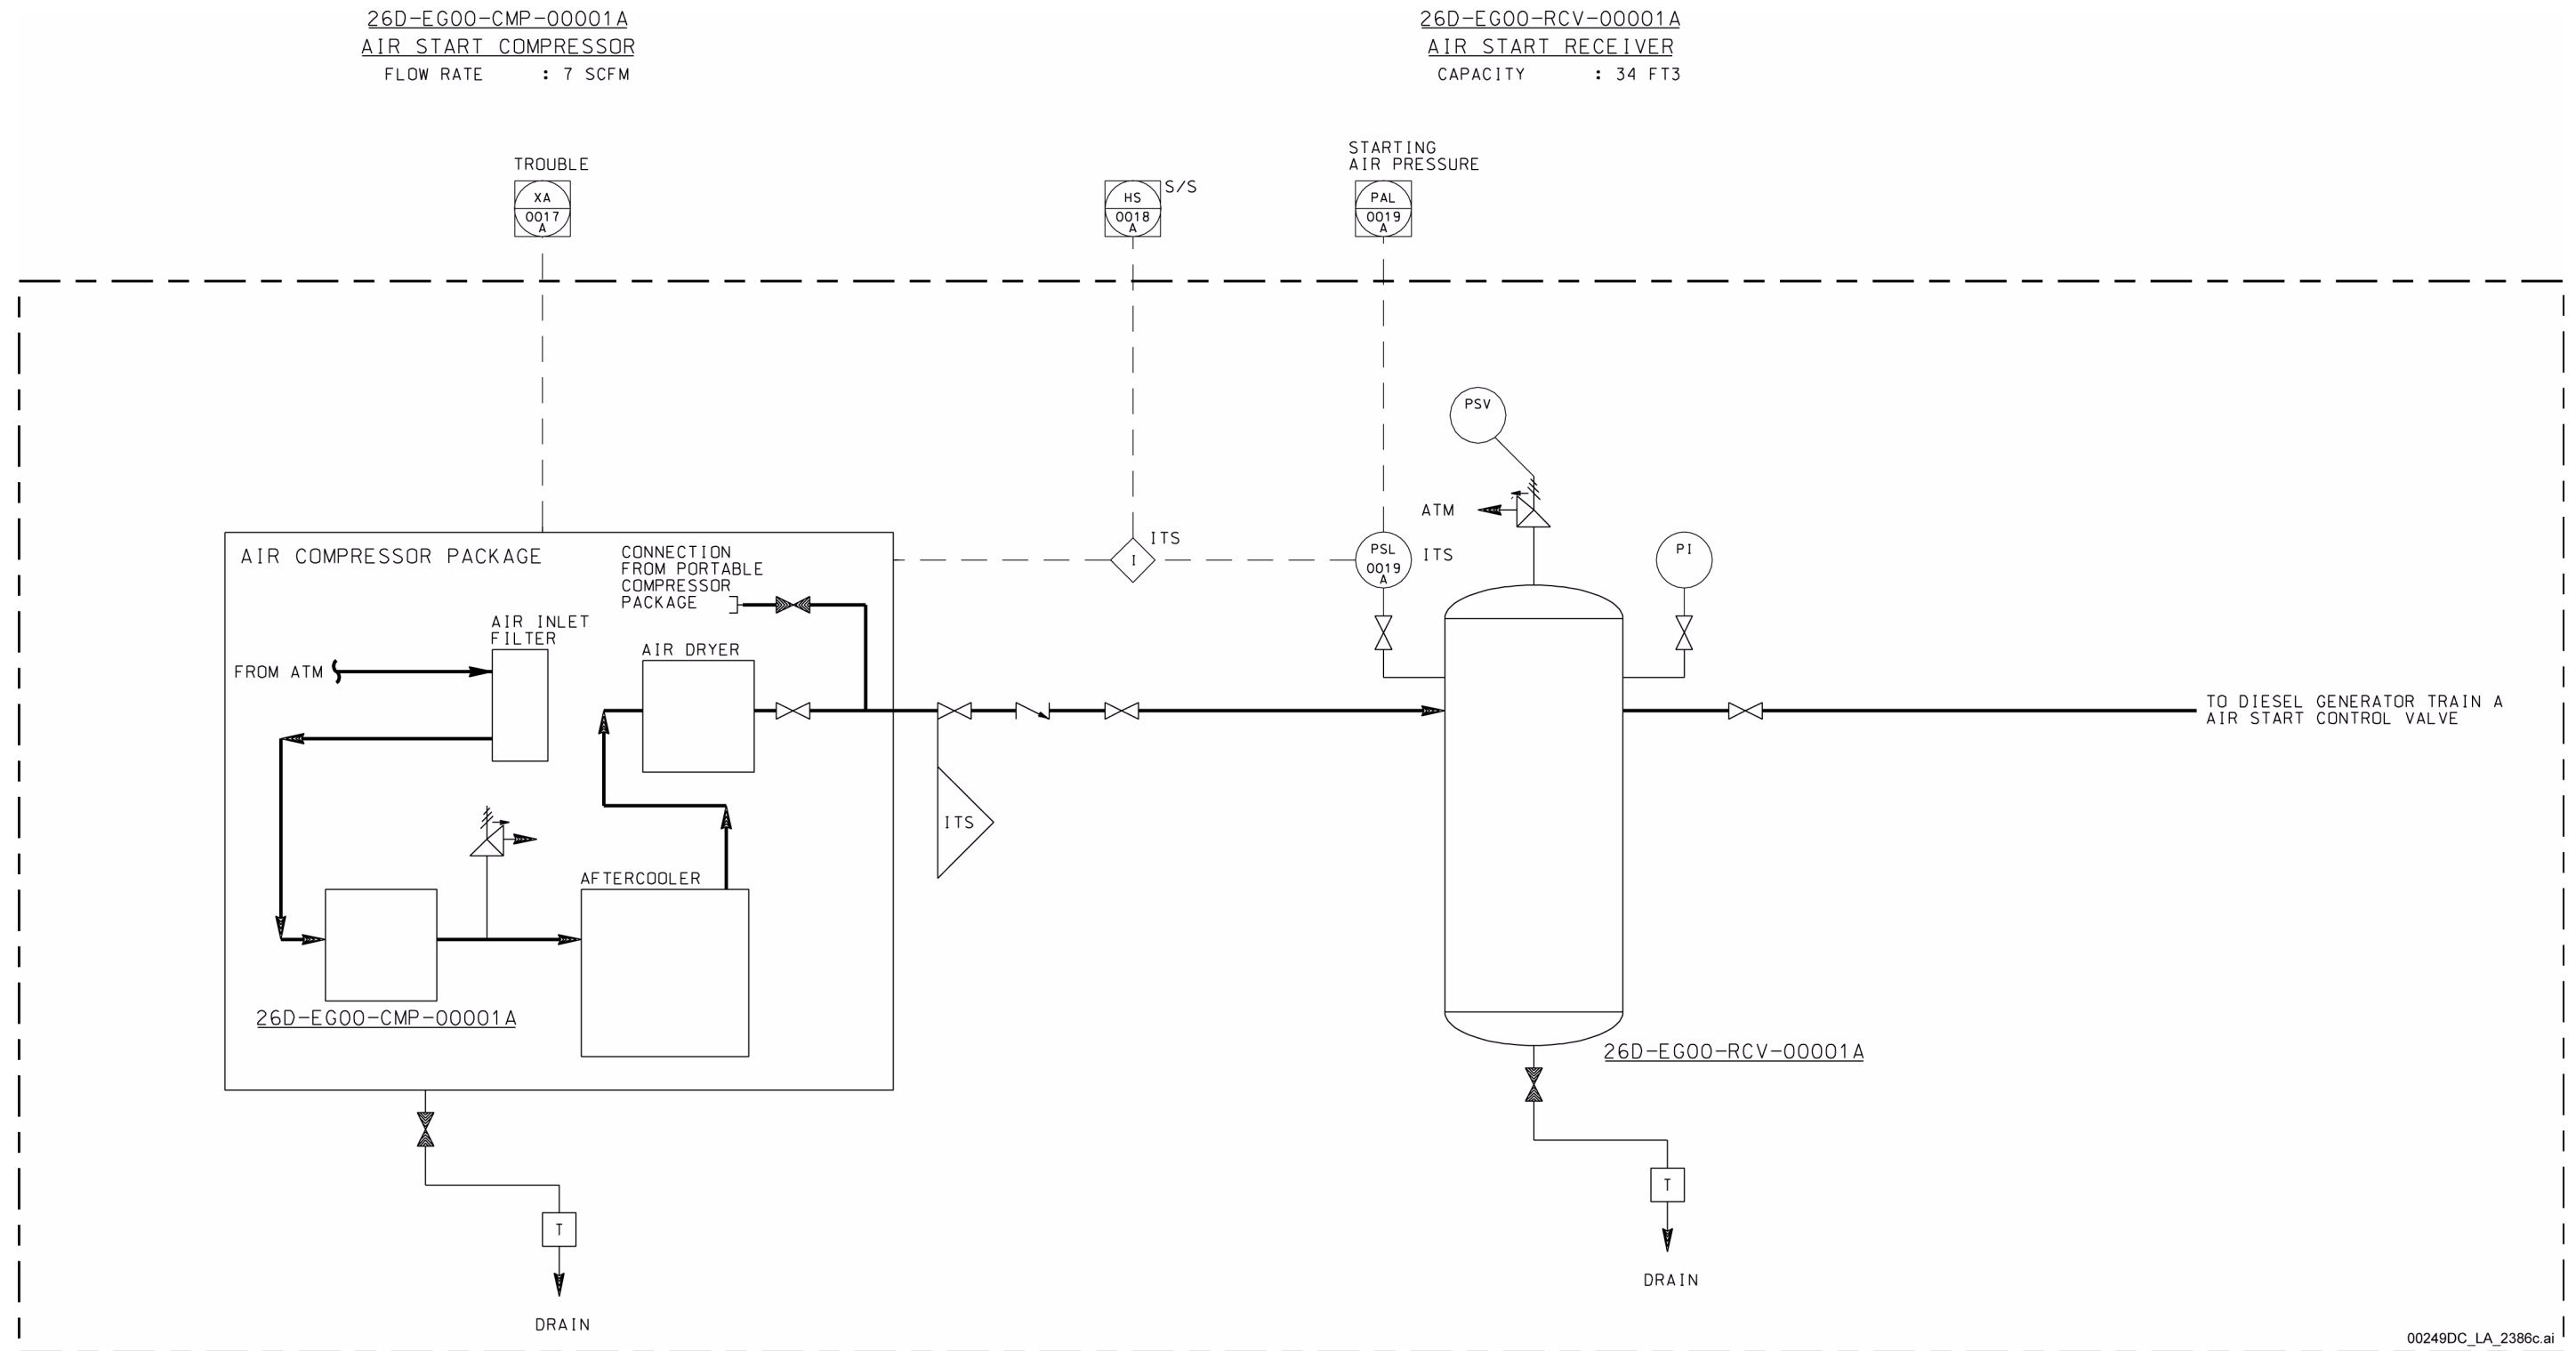 26D-EG00-CMP-00001A
AIR START COMPRESSOR
FLOW RATE : 7 SCFM
26D-EG00-RCV-00001A
AIR START RECEIVER
CAPACITY : 34 FT3
TROUBLE
XA
0017
A
HS
0018
A
S/S
STARTING
AIR PRESSURE
PAL
0019
A
PSV
ATM
ITS
I
PSL
0019
A
ITS
PI
AIR COMPRESSOR PACKAGE
CONNECTION
FROM PORTABLE
COMPRESSOR
PACKAGE
AIR INLET
FILTER
FROM ATM
AIR DRYER
TO DIESEL GENERATOR TRAIN A
AIR START CONTROL VALVE
ITS
AFTERCOOLER
26D-EG00-CMP-00001A
26D-EG00-RCV-00001A
T
DRAIN
T
DRAIN
00249DC_LA_2386c.ai